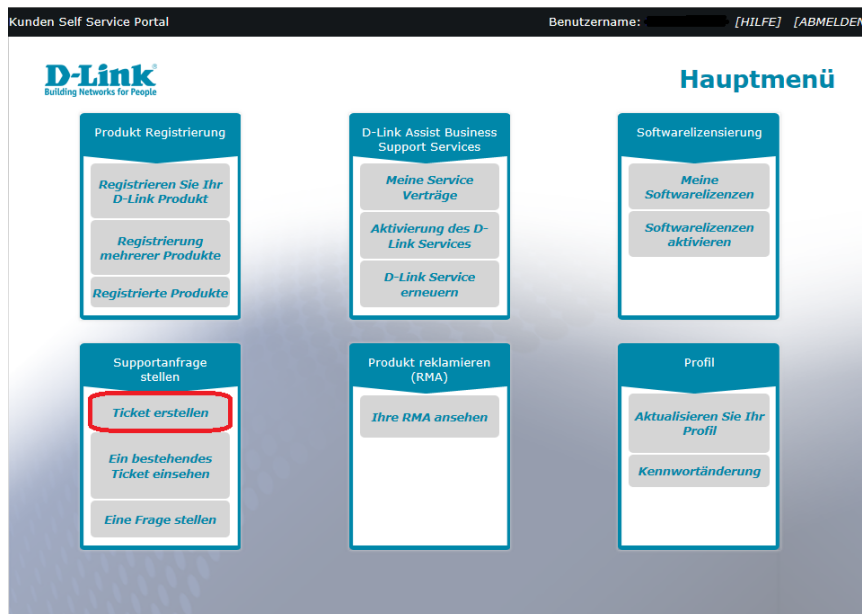 Kunden Self Service Portal
Benutzername: [HILFE] [ABMELDEN
D-Link®
Building Networks for People
Hauptmenü
Produkt Registrierung
Registrieren Sie Ihr
D-Link Produkt
Registrierung
mehrerer Produkte
Registrierte Produkte
D-Link Assist Business
Support Services
Meine Service
Verträge
Aktivierung des D-
Link Services
D-Link Service
erneuern
Softwarelizensierung
Meine
Softwarelizenzen
Softwarelizenzen
aktivieren
Supportanfrage
stellen
Ticket erstellen
Ein bestehendes
Ticket einsehen
Eine Frage stellen
Produkt reklamieren
(RMA)
Ihre RMA ansehen
Profil
Aktualisieren Sie Ihr
Profil
Kennwortänderung